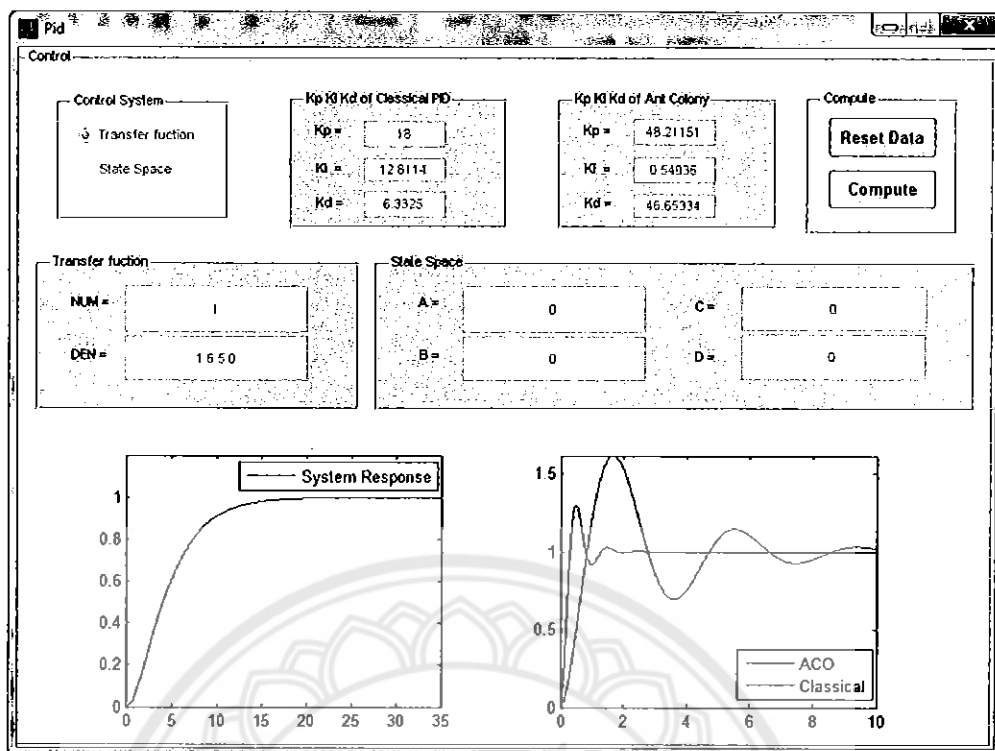 Pid
Control
Control System
Transfer fuction
State Space
Kp Ki Kd of Classical PID
Kp =
18
Ki =
12.8114
Kd =
6.3325
Kp Ki Kd of Ant Colony
Kp =
48.21151
Ki =
0.54936
Kd =
46.65334
Compute
Reset Data
Compute
Transfer fuction
NUM =
1
DEN =
1 6 5 0
State Space
A =
0
B =
0
C =
0
D =
0
System Response
1
0.8
0.6
0.4
0.2
0
0 5 10 15 20 25 30 35
1.5
1
0.5
0
0 2 4 6 8 10
ACO
Classical